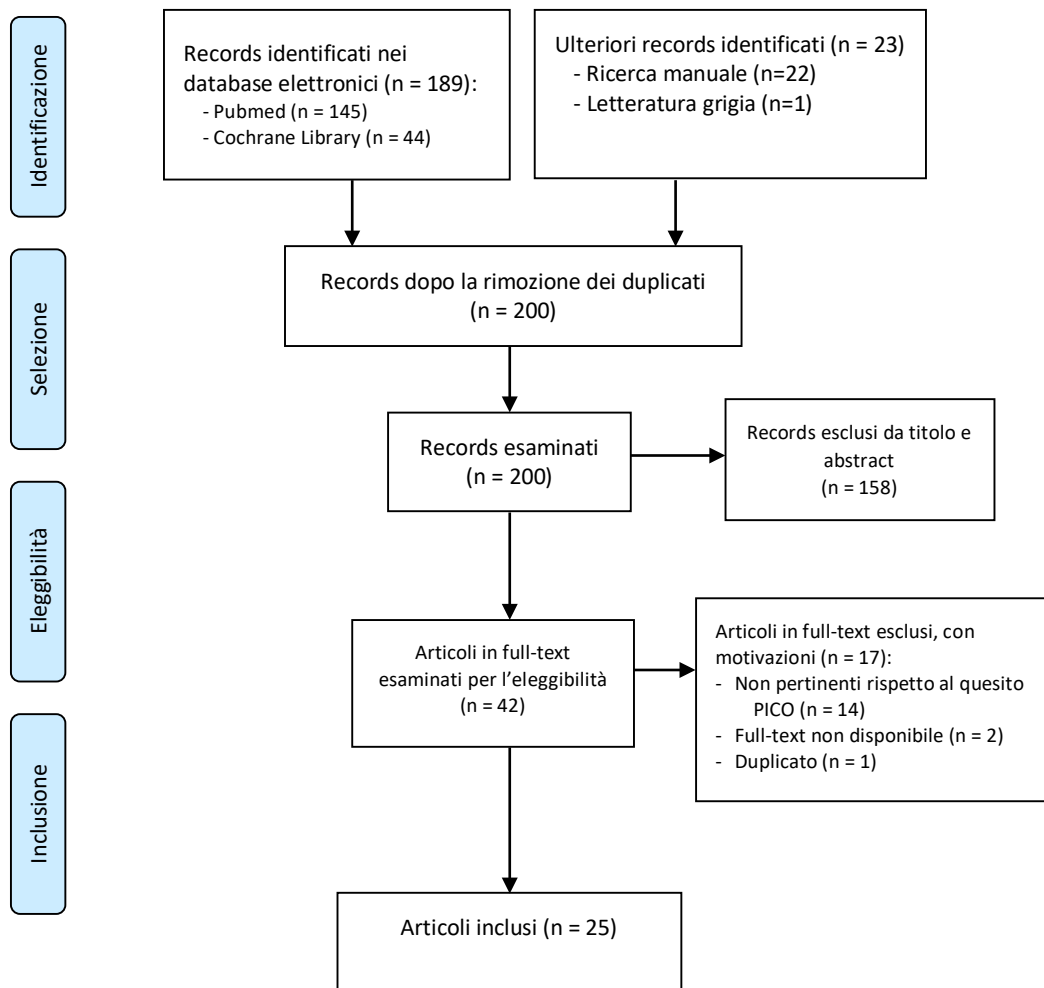 Identificazione
Records identificati nei
database elettronici (n = 189):
- Pubmed (n = 145)
- Cochrane Library (n = 44)
Ulteriori records identificati (n = 23)
- Ricerca manuale (n=22)
- Letteratura grigia (n=1)
Selezione
Records dopo la rimozione dei duplicati
(n = 200)
Records esaminati
(n = 200)
Records esclusi da titolo e
abstract
(n = 158)
Eleggibilità
Articoli in full-text
esaminati per l’eleggibilità
(n = 42)
Articoli in full-text esclusi, con
motivazioni (n = 17):
- Non pertinenti rispetto al quesito
PICO (n = 14)
- Full-text non disponibile (n = 2)
- Duplicato (n = 1)
Inclusione
Articoli inclusi (n = 25)